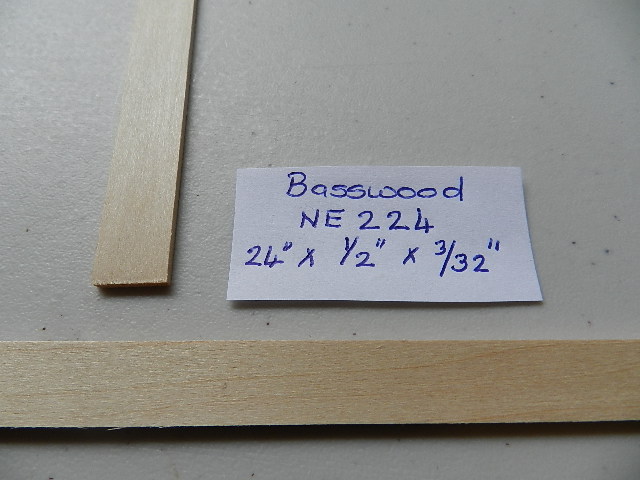 Basswood
NE 224
24" x 1/2" x 3/32"